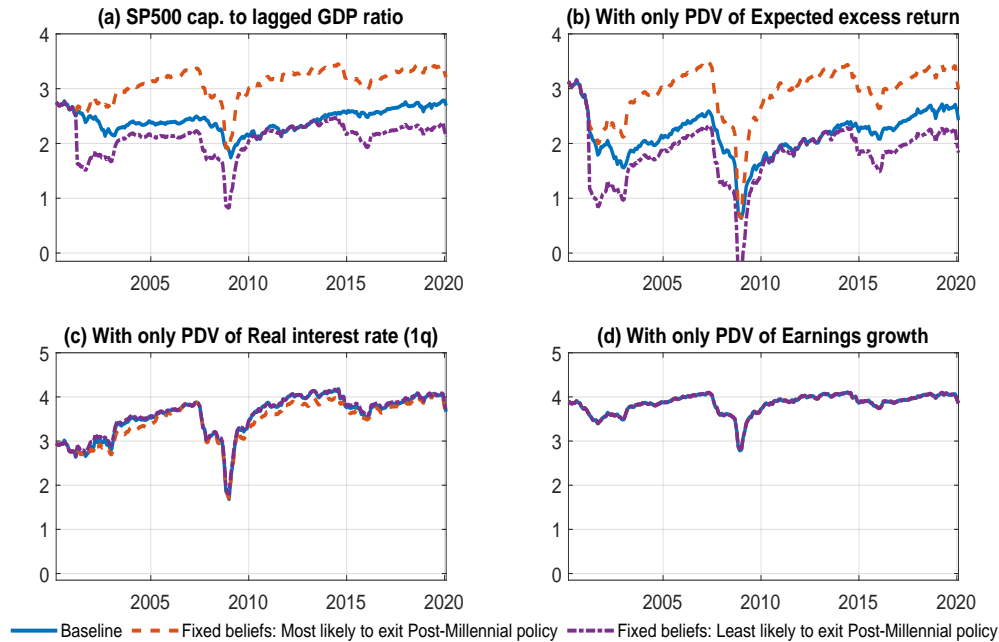 (a) SP500 cap. to lagged GDP ratio
4
3
2
1
0
2005 2010 2015 2020
(b) With only PDV of Expected excess return
4
3
2
1
0
2005 2010 2015 2020
(c) With only PDV of Real interest rate (1q)
5
4
3
2
1
0
2005 2010 2015 2020
(d) With only PDV of Earnings growth
5
4
3
2
1
0
2005 2010 2015 2020
Baseline Fixed beliefs: Most likely to exit Post-Millennial policy Fixed beliefs: Least likely to exit Post-Millennial policy